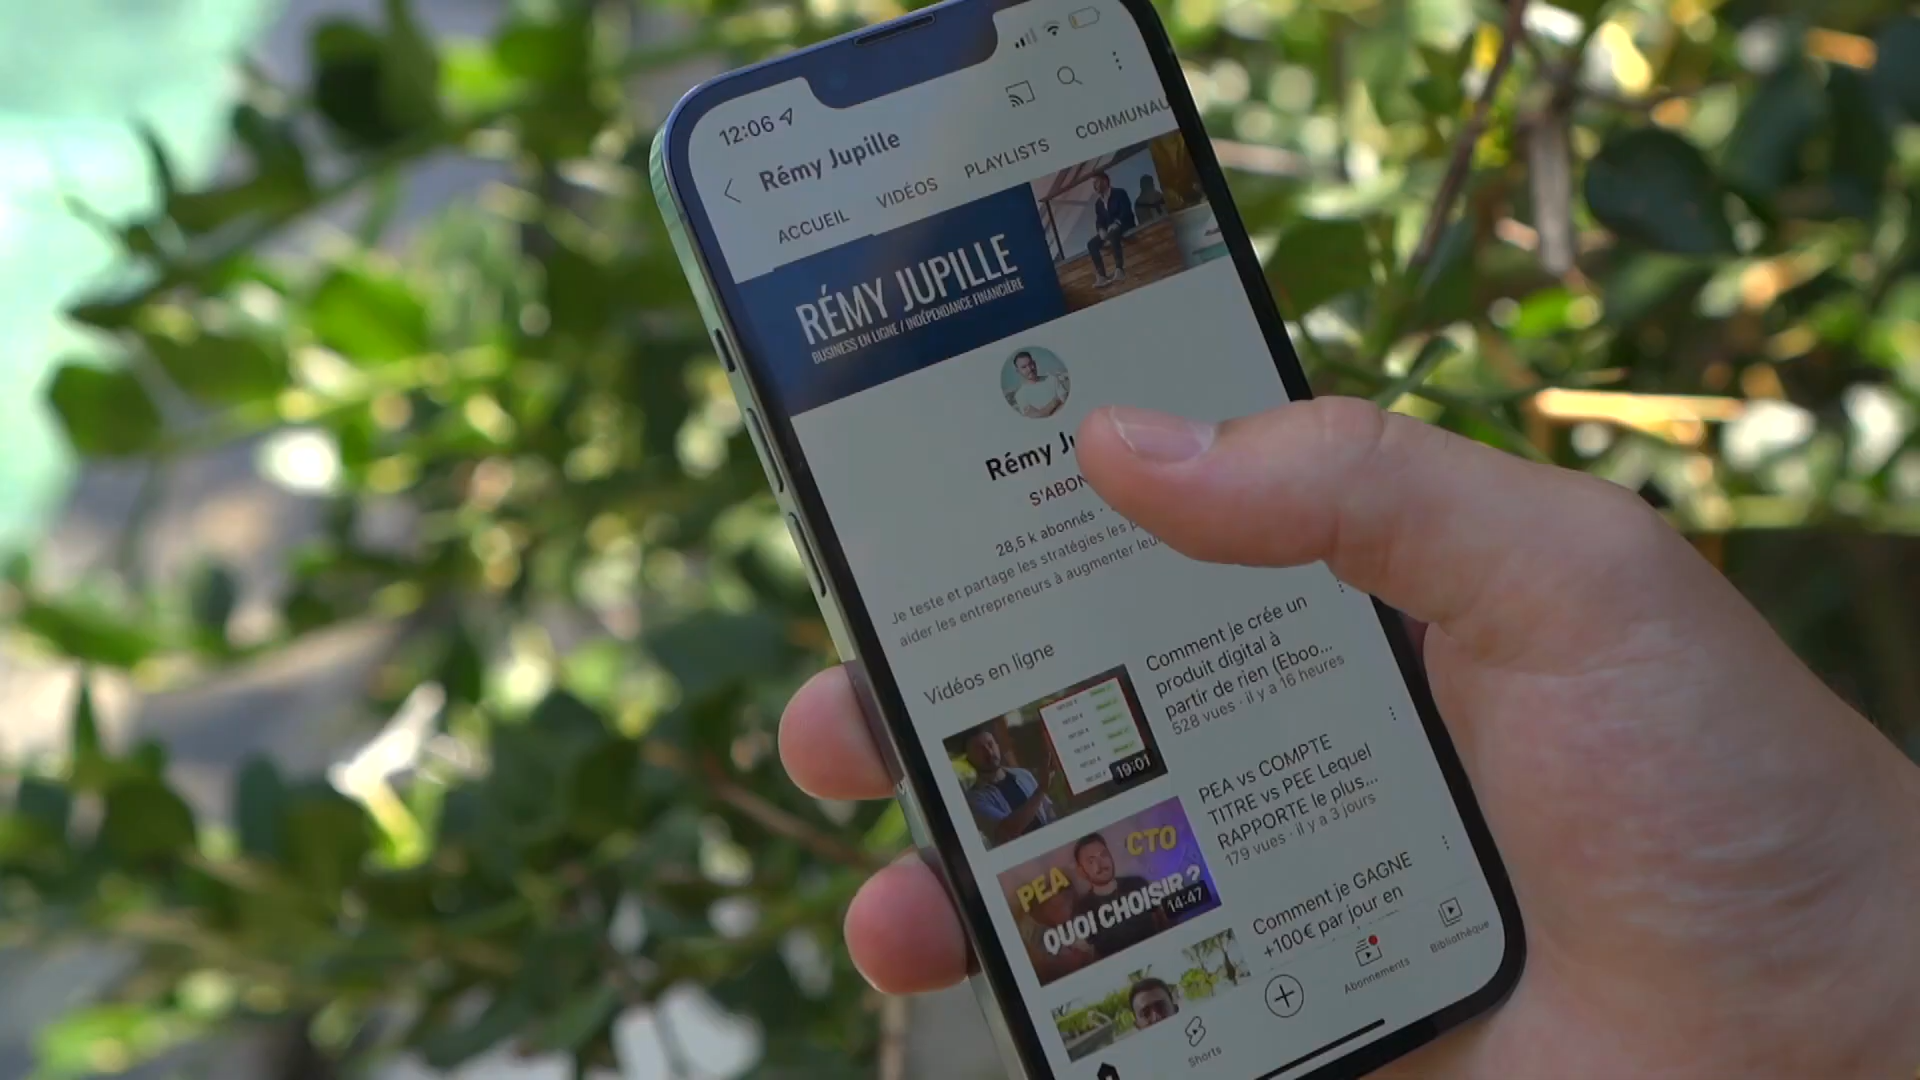 12:06
Rémy Jupille
ACCUEIL VIDÉOS PLAYLISTS COMMUNAU
RÉMY JUPILLE
BUSINESS EN LIGNE / INDÉPENDANCE FINANCIÈRE
Rémy Ju
S'ABON
28,5 k abonnés ·
Je teste et partage les stratégies les p
aider les entrepreneurs à augmenter leu
Vidéos en ligne
19:01
Comment je crée un
produit digital à
partir de rien (Eboo...
528 vues · il y a 16 heures
PEA
CTO
QUOI CHOISIR ?
14:47
PEA vs COMPTE
TITRE vs PEE Lequel
RAPPORTE le plus...
179 vues · il y a 3 jours
Comment je GAGNE
+100€ par jour en
Shorts
Abonnements
Bibliothèque